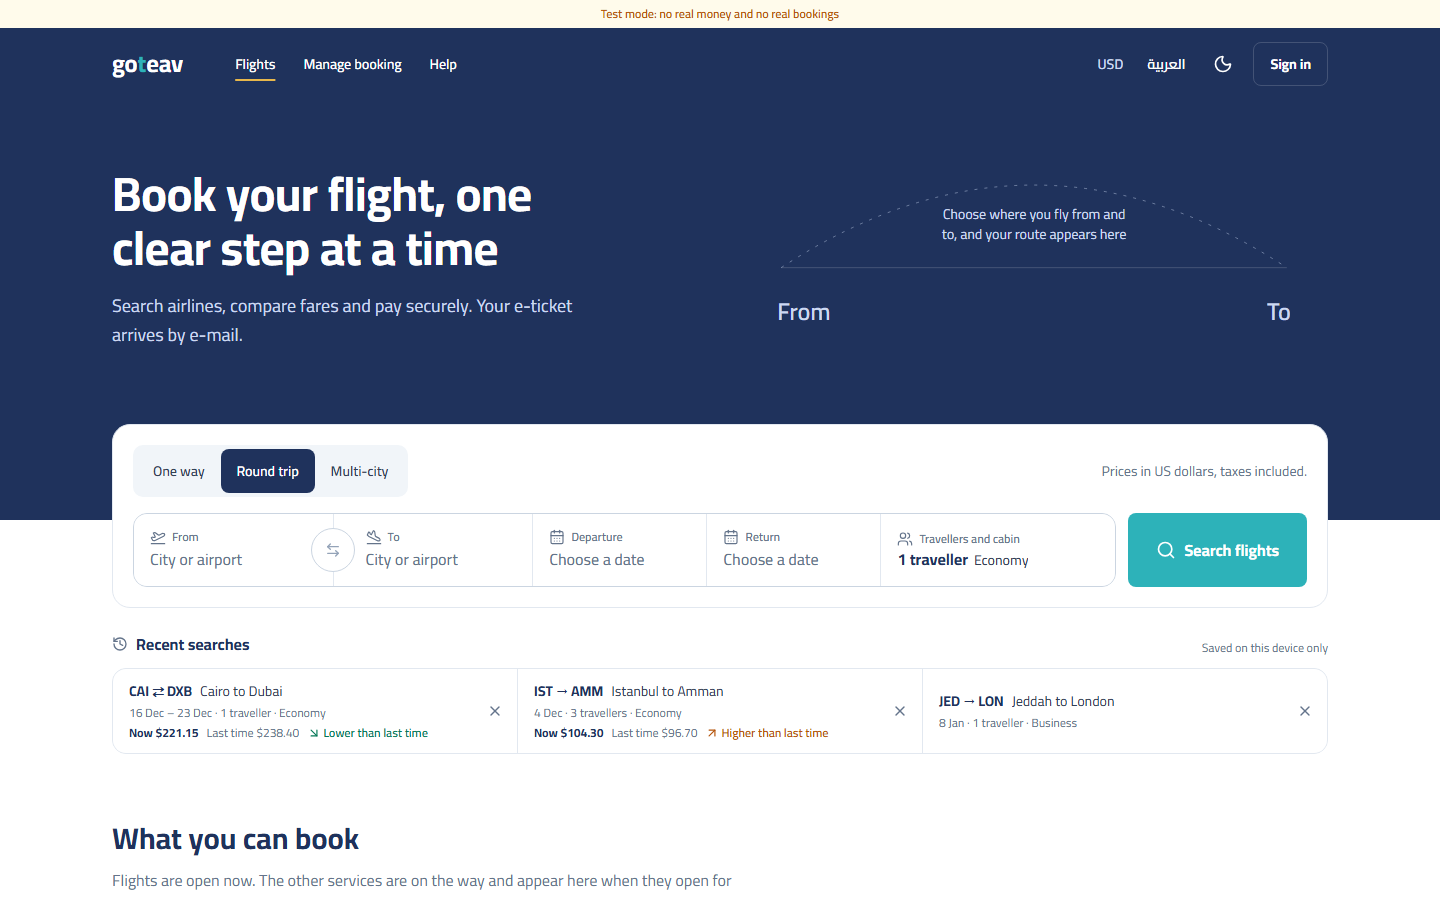 Test mode: no real money and no real bookings
goteav
Flights
Manage booking
Help
USD
العربية
Sign in
Book your flight, one
clear step at a time
Search airlines, compare fares and pay securely. Your e-ticket
arrives by e-mail.
Choose where you fly from and
to, and your route appears here
From
To
One way
Round trip
Multi-city
Prices in US dollars, taxes included.
From
City or airport
To
City or airport
Departure
Choose a date
Return
Choose a date
Travellers and cabin
1 traveller Economy
Search flights
Recent searches
Saved on this device only
CAI ⇄ DXB Cairo to Dubai
16 Dec – 23 Dec · 1 traveller · Economy
Now $221.15 Last time $238.40 Lower than last time
IST → AMM Istanbul to Amman
4 Dec · 3 travellers · Economy
Now $104.30 Last time $96.70 Higher than last time
JED → LON Jeddah to London
8 Jan · 1 traveller · Business
What you can book
Flights are open now. The other services are on the way and appear here when they open for